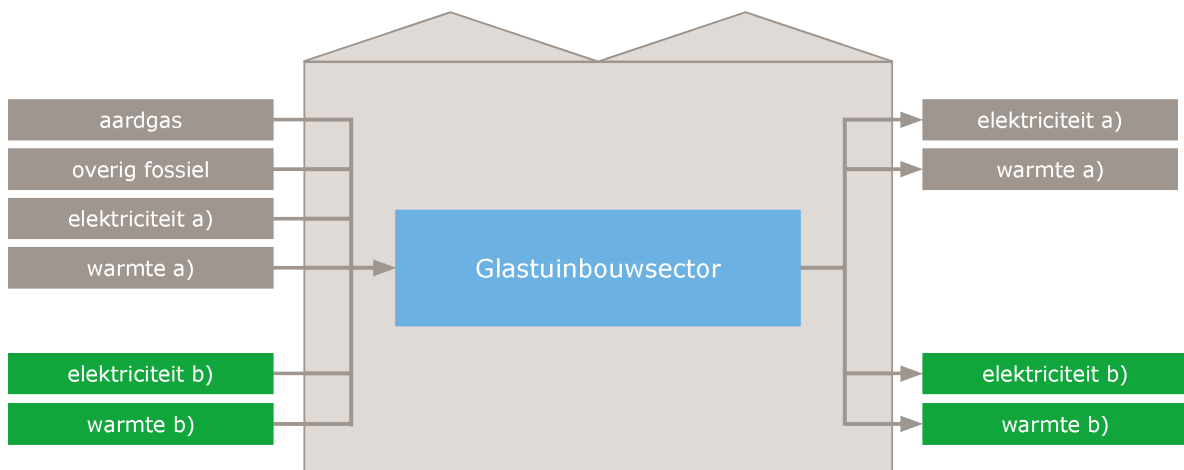 aardgas
overig fossiel
elektriciteit a)
warmte a)
elektriciteit b)
warmte b)
Glastuinbouwsector
elektriciteit a)
warmte a)
elektriciteit b)
warmte b)